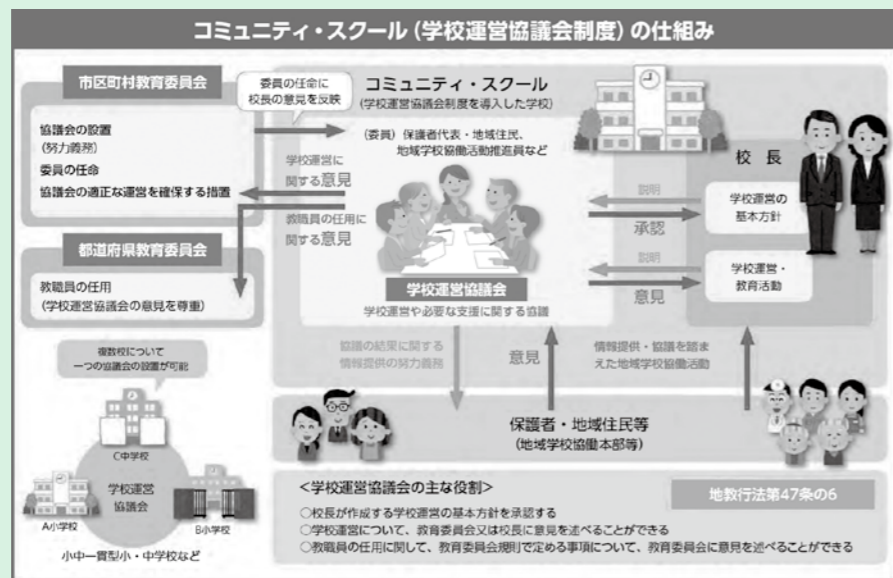 コミュニティ・スクール(学校運営協議会制度)の仕組み
市区町村教育委員会
協議会の設置
(努力義務)
委員の任命
協議会の適正な運営を確保する措置
都道府県教育委員会
教職員の任用
(学校運営協議会の意見を尊重)
委員の任命に
校長の意見を反映
学校運営に
関する意見
教職員の任用に
関する意見
コミュニティ・スクール
(学校運営協議会制度を導入した学校)
(委員)保護者代表・地域住民、
地域学校協働活動推進員など
学校運営協議会
学校運営や必要な支援に関する協議
校長
説明
承認
学校運営の
基本方針
説明
意見
学校運営・
教育活動
協議の結果に関する
情報提供の努力義務
意見
情報提供・協議を踏ま
えた地域学校協働活動
保護者・地域住民等
(地域学校協働本部等)
複数校について
一つの協議会の設置が可能
C中学校
学校運営
協議会
A小学校
B小学校
小中一貫型小・中学校など
<学校運営協議会の主な役割>
地教行法第47条の6
○校長が作成する学校運営の基本方針を承認する
○学校運営について、教育委員会又は校長に意見を述べることができる
○教職員の任用に関して、教育委員会規則で定める事項について、教育委員会に意見を述べることができる